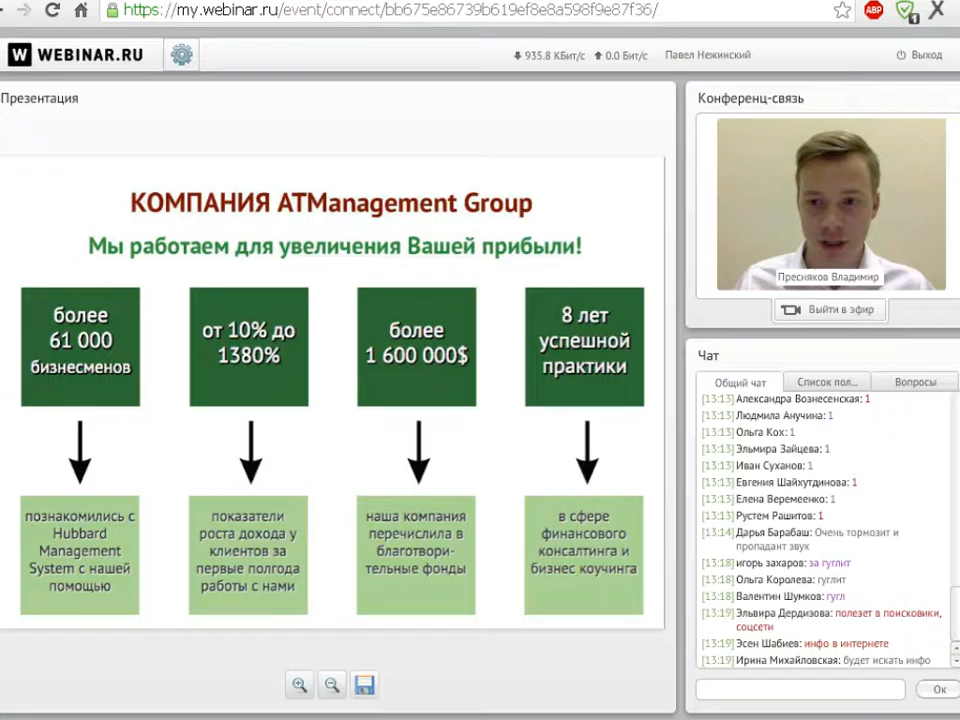 https://my.webinar.ru/event/connect/bb675e86739b619ef8e8a598f9e87f36/
ABP
1
W WEBINAR.RU
935.8 КБит/с
0.0 Бит/с
Павел Нежинский
Выход
Презентация
КОМПАНИЯ ATManagement Group
Мы работаем для увеличения Вашей прибыли!
более
61 000
бизнесменов
от 10% до
1380%
более
1 600 000$
8 лет
успешной
практики
познакомились с
Hubbard
Management
System с нашей
помощью
показатели
роста дохода у
клиентов за
первые полгода
работы с нами
наша компания
перечислила в
благотвори-
тельные фонды
в сфере
финансового
консалтинга и
бизнес коучинга
Конференц-связь
Пресняков Владимир
Выйти в эфир
Чат
Общий чат
Список пол...
Вопросы
[13:13] Александра Вознесенская: 1
[13:13] Людмила Анучина: 1
[13:13] Ольга Кох: 1
[13:13] Эльмира Зайцева: 1
[13:13] Иван Суханов: 1
[13:13] Евгения Шайхутдинова: 1
[13:13] Елена Веремеенко: 1
[13:13] Рустем Рашитов: 1
[13:14] Дарья Барабаш: Очень тормозит и
пропадант звук
[13:18] игорь захаров: за гуглит
[13:18] Ольга Королева: гуглит
[13:18] Валентин Шумков: гугл
[13:19] Эльвира Дердизова: полезет в поисковики,
соцсети
[13:19] Эсен Шабиев: инфо в интернете
[13:19] Ирина Михайловская: будет искать инфо
Ок